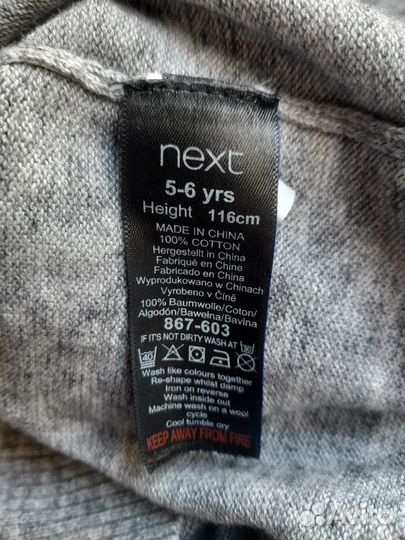 next
5-6 yrs
Height 116cm
MADE IN CHINA
100% COTTON
Hergestellt in China
Fabriqué en Chine
Fabricado en China
Wyprodukowano w Chinach
Vyrobeno v Číně
100% Baumwolle/Coton/
Algodón/Bawełna/Bavlna
867-603
IF IT'S NOT DIRTY WASH AT 30
40
Wash like colours together
Re-shape whilst damp
Iron on reverse
Wash inside out
Machine wash on a wool
cycle
Cool tumble dry
KEEP AWAY FROM FIRE
Avito